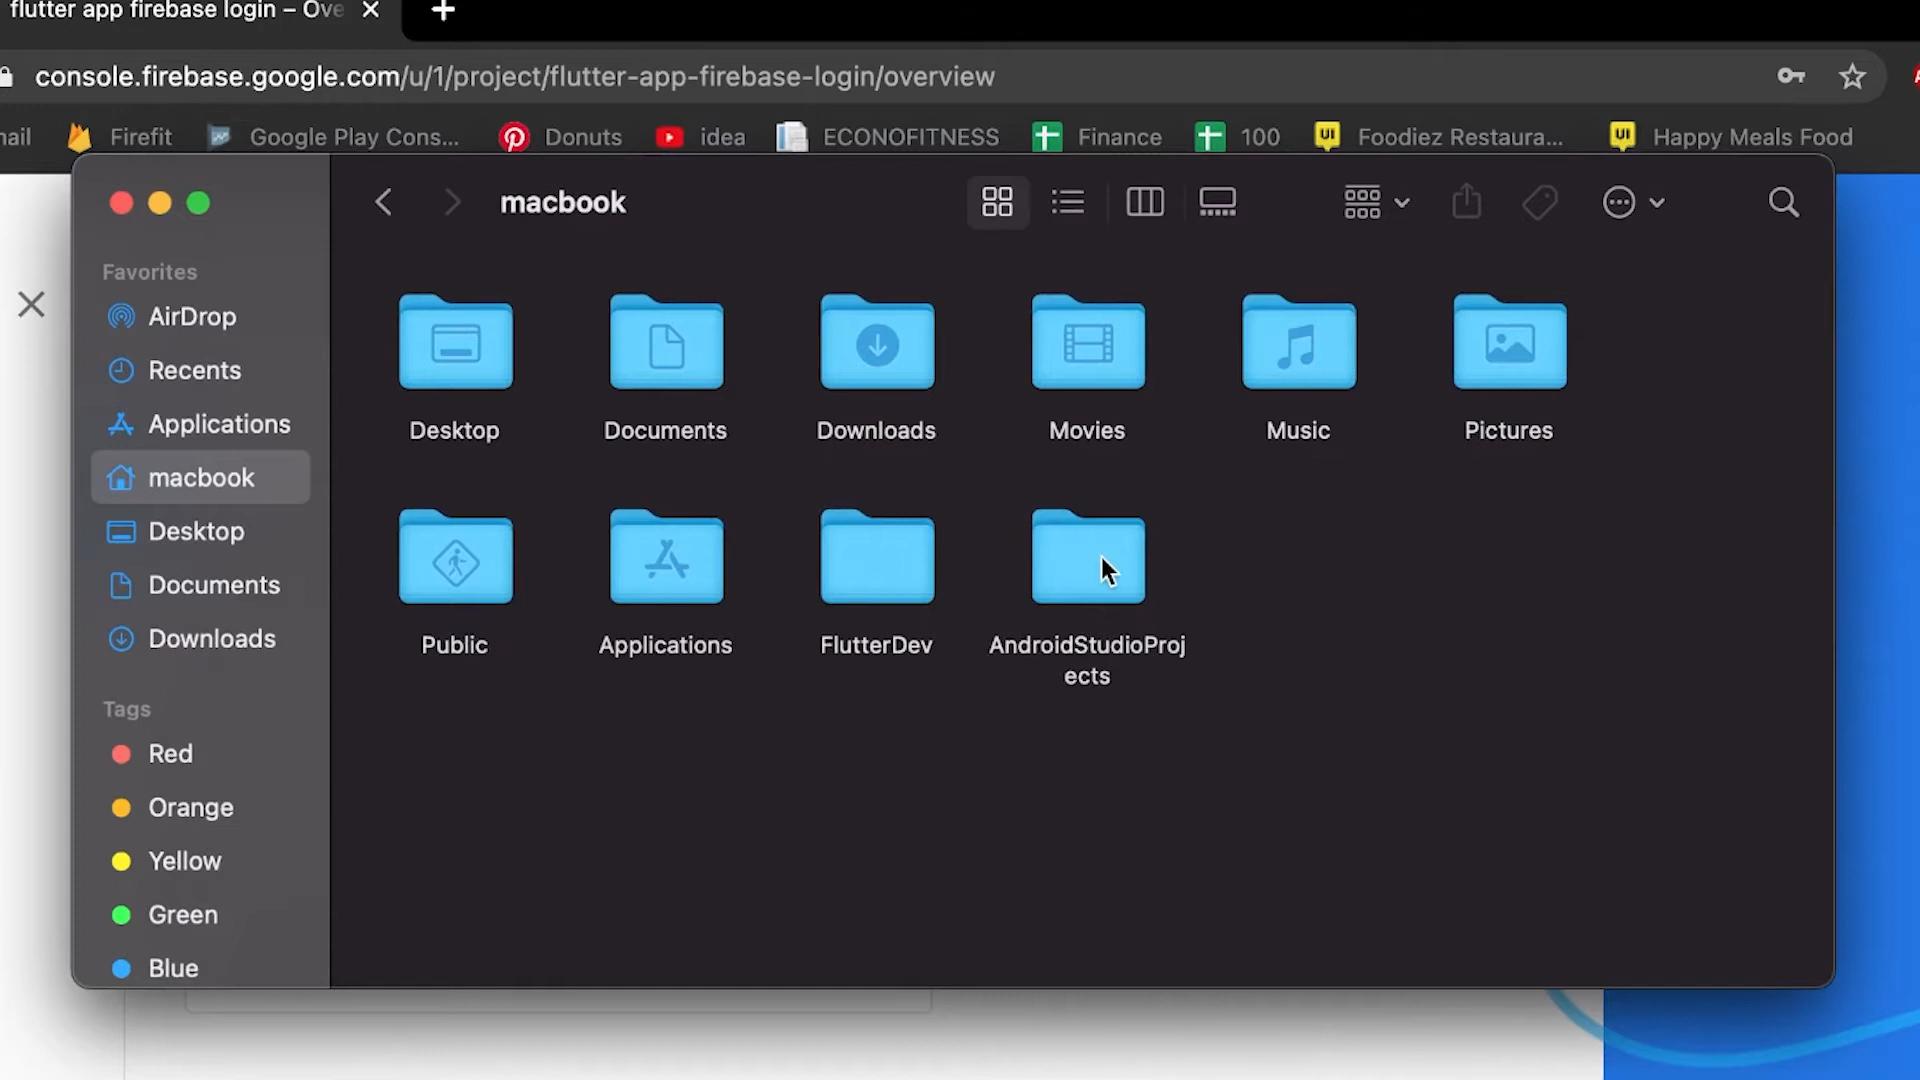 flutter app firebase login – Ove
console.firebase.google.com/u/1/project/flutter-app-firebase-login/overview
nail Firefit Google Play Cons... Donuts idea ECONOFITNESS Finance 100 Foodiez Restaura... Happy Meals Food
macbook
Favorites
AirDrop
Recents
Applications
macbook
Desktop
Documents
Downloads
Tags
Red
Orange
Yellow
Green
Blue
Desktop Documents Downloads Movies Music Pictures
Public Applications FlutterDev AndroidStudioProj
ects